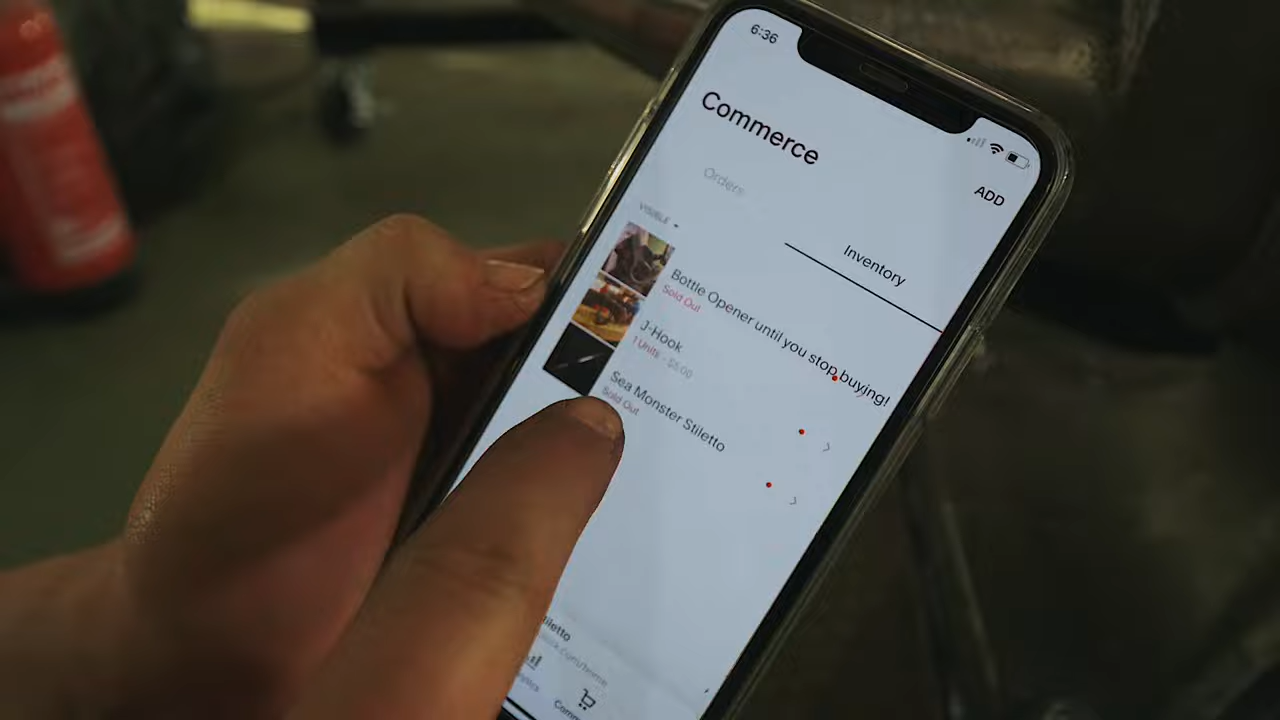 6:36
Commerce
ADD
Orders
Inventory
VISIBLE
Bottle Opener until you stop buying!
Sold Out
J-Hook
1 Units - $5.00
Sea Monster Stiletto
Sold Out
iletto